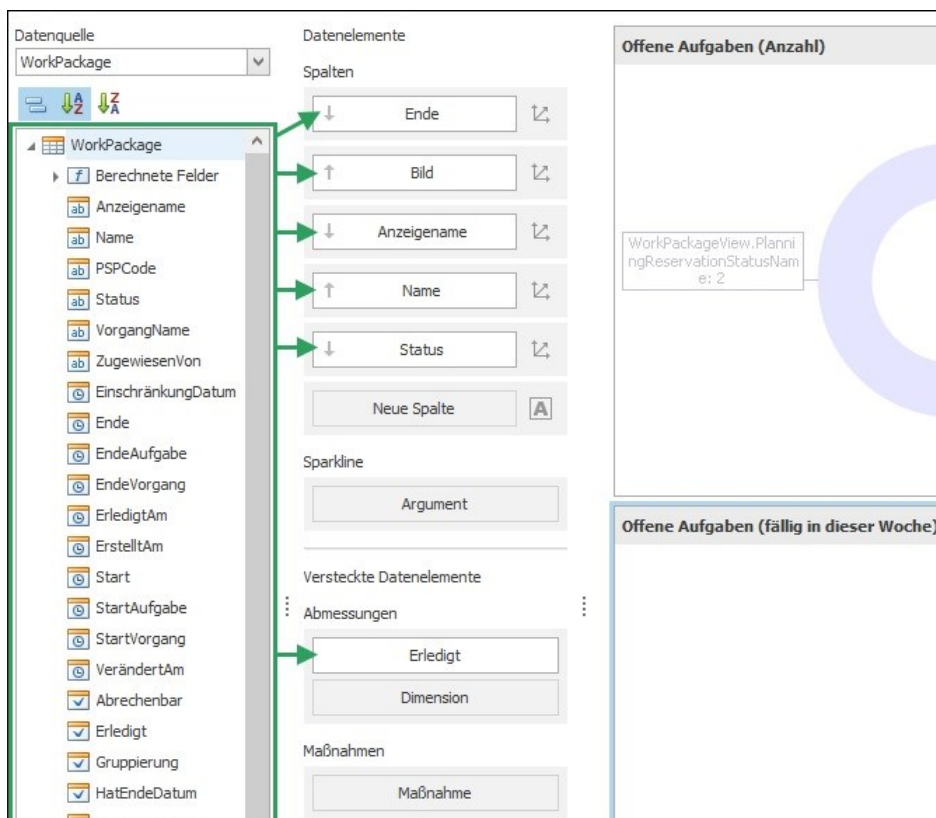 Datenquelle
WorkPackage
WorkPackage
Berechnete Felder
Anzeigename
Name
PSPCode
Status
VorgangName
ZugewiesenVon
EinschränkungDatum
Ende
EndeAufgabe
EndeVorgang
ErledigtAm
ErstelltAm
Start
StartAufgabe
StartVorgang
VerändertAm
Abrechenbar
Erledigt
Gruppierung
HatEndeDatum
Datenelemente
Spalten
Ende
Bild
Anzeigename
Name
Status
Neue Spalte
Sparkline
Argument
Versteckte Datenelemente
Abmessungen
Erledigt
Dimension
Maßnahmen
Maßnahme
Offene Aufgaben (Anzahl)
WorkPackageView.Planni
ngReservationStatusNam
e: 2
Offene Aufgaben (fällig in dieser Woche)